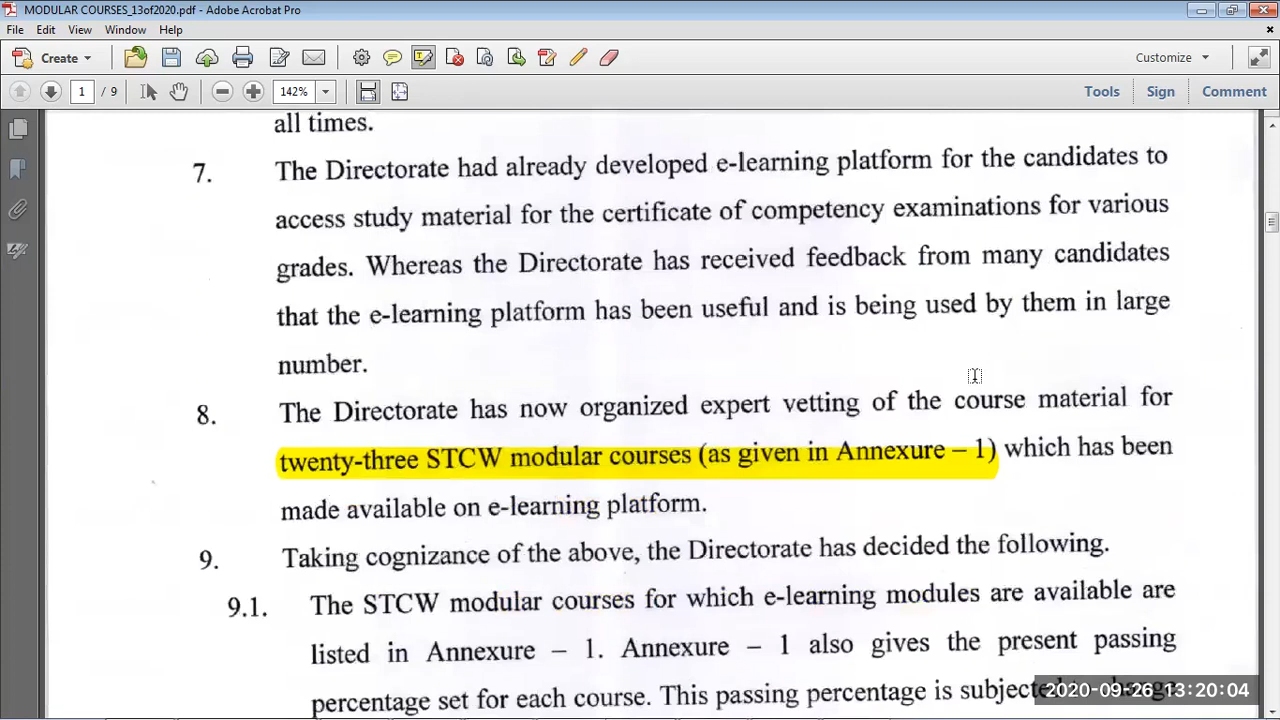 MODULAR COURSES_13of2020.pdf - Adobe Acrobat Pro
File Edit View Window Help
Create Customize
1 / 9 142% Tools Sign Comment
all times.
7. The Directorate had already developed e-learning platform for the candidates to
access study material for the certificate of competency examinations for various
grades. Whereas the Directorate has received feedback from many candidates
that the e-learning platform has been useful and is being used by them in large
number.
8. The Directorate has now organized expert vetting of the course material for
twenty-three STCW modular courses (as given in Annexure – 1) which has been
made available on e-learning platform.
9. Taking cognizance of the above, the Directorate has decided the following.
9.1. The STCW modular courses for which e-learning modules are available are
listed in Annexure – 1. Annexure – 1 also gives the present passing
percentage set for each course. This passing percentage is subject
2020-09-26 13:20:04